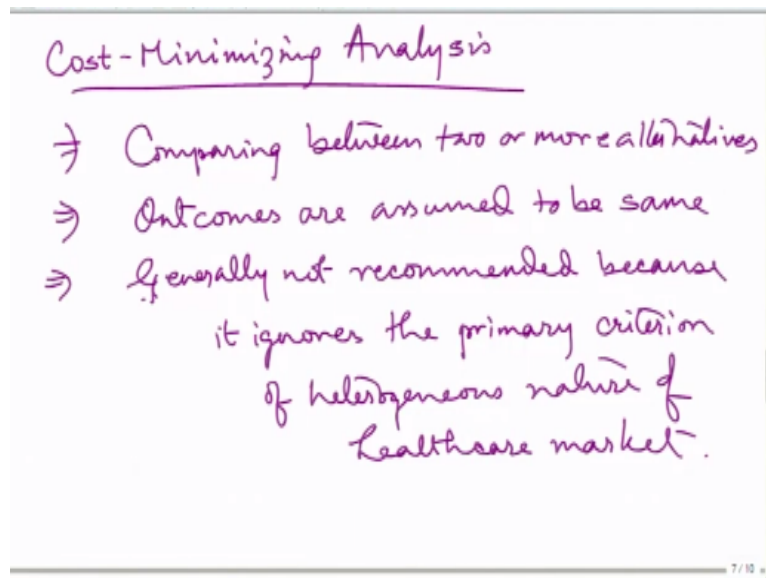 Cost-Minimizing Analysis
⇒ Comparing between two or more alternatives
⇒ Outcomes are assumed to be same
⇒ Generally not recommended because
it ignores the primary criterion
of heterogeneous nature of
healthcare market.
7/10